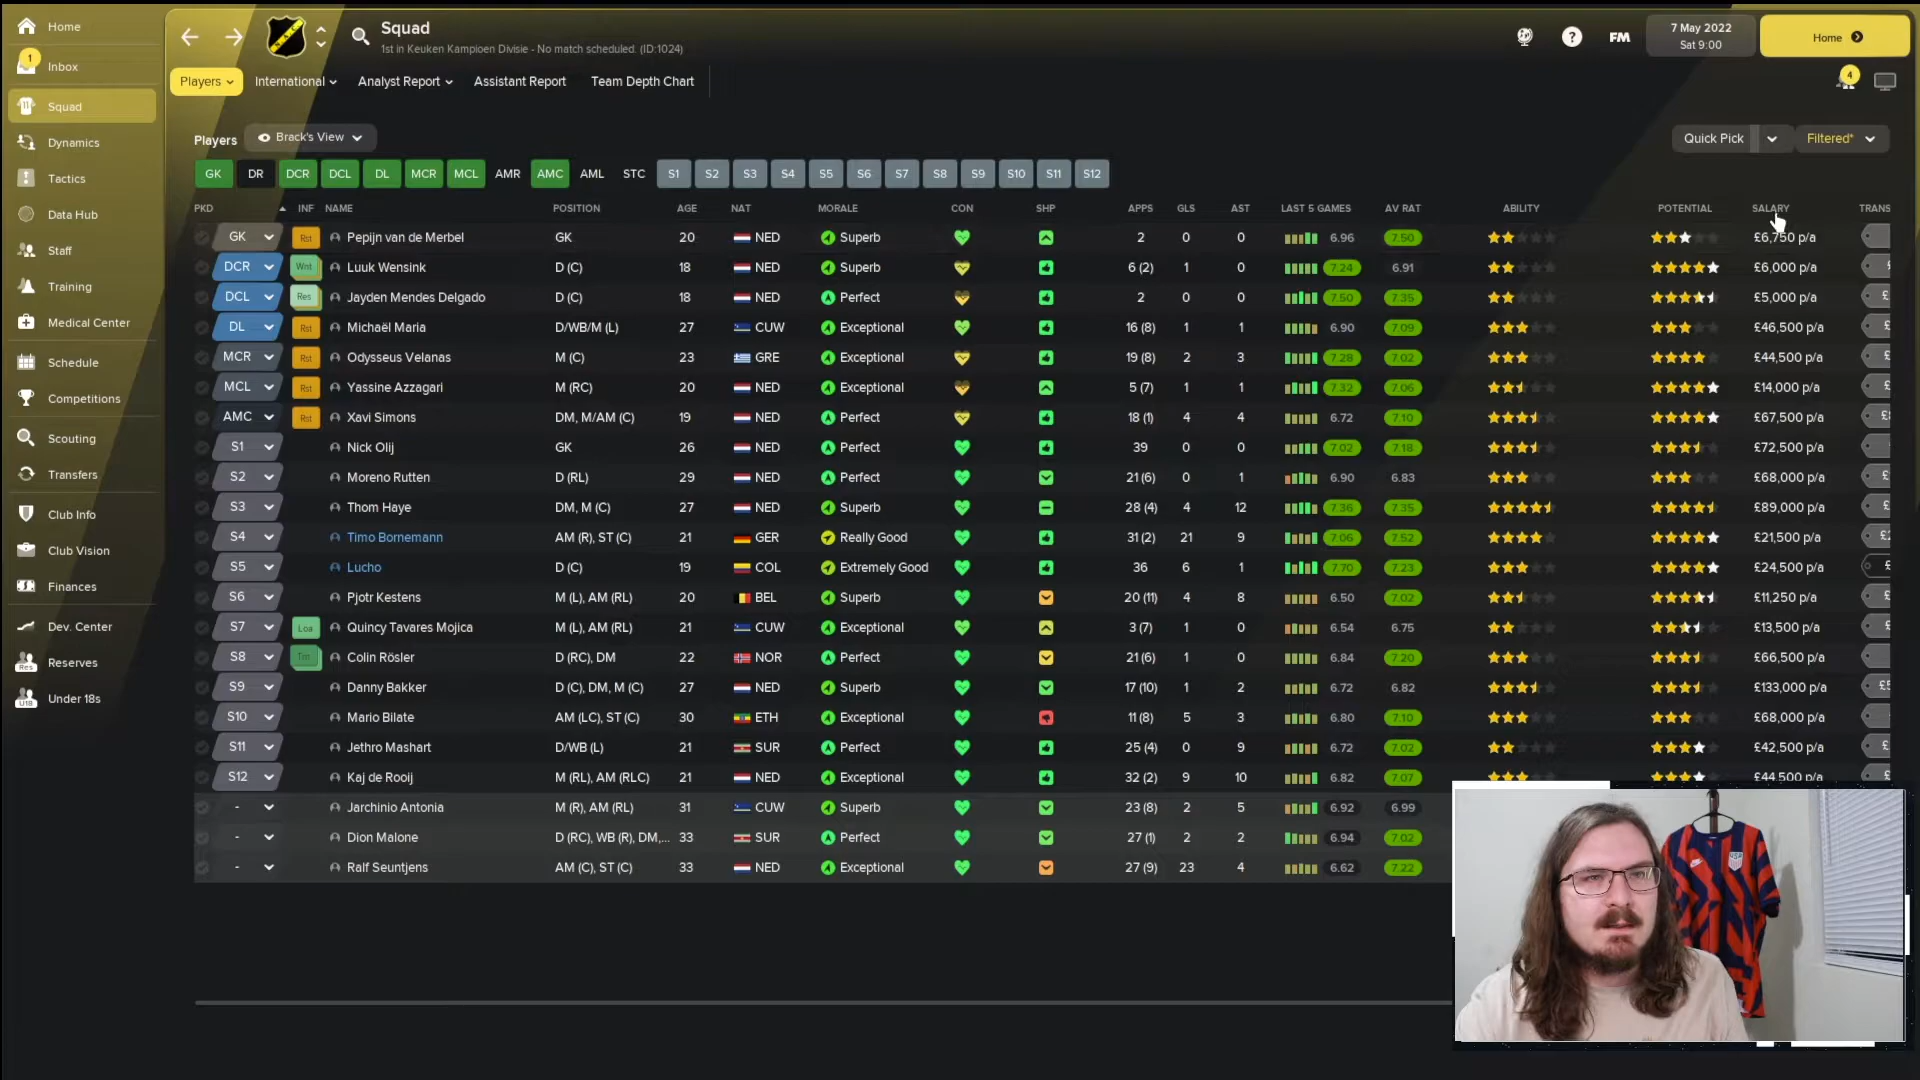 Home
1
Inbox
Squad
Dynamics
Tactics
Data Hub
Staff
Training
Medical Center
Schedule
Competitions
Scouting
Transfers
Club Info
Club Vision
Finances
Dev. Center
Reserves
Under 18s
NAC
Squad
1st in Keuken Kampioen Divisie - No match scheduled. (ID:1024)
? FM
7 May 2022
Sat 9:00
Home
Players International Analyst Report Assistant Report Team Depth Chart
4
Players Brack's View
Quick Pick Filtered*
GK DR DCR DCL DL MCR MCL AMR AMC AML STC S1 S2 S3 S4 S5 S6 S7 S8 S9 S10 S11 S12
PKD INF NAME POSITION AGE NAT MORALE CON SHP APPS GLS AST LAST 5 GAMES AV RAT ABILITY POTENTIAL SALARY TRANS
GK Rst Pepijn van de Merbel GK 20 NED Superb 2 0 0 6.96 7.50 £6,750 p/a
DCR Wnt Luuk Wensink D (C) 18 NED Superb 6 (2) 1 0 7.24 6.91 £6,000 p/a
DCL Res Jayden Mendes Delgado D (C) 18 NED Perfect 2 0 0 7.50 7.35 £5,000 p/a £
DL Rst Michaël Maria D/WB/M (L) 27 CUW Exceptional 16 (8) 1 1 6.90 7.09 £46,500 p/a £
MCR Rst Odysseus Velanas M (C) 23 GRE Exceptional 19 (8) 2 3 7.28 7.02 £44,500 p/a £
MCL Rst Yassine Azzagari M (RC) 20 NED Exceptional 5 (7) 1 1 7.32 7.06 £14,000 p/a £
AMC Rst Xavi Simons DM, M/AM (C) 19 NED Perfect 18 (1) 4 4 6.72 7.10 £67,500 p/a
S1 Nick Olij GK 26 NED Perfect 39 0 0 7.02 7.18 £72,500 p/a
S2 Moreno Rutten D (RL) 29 NED Perfect 21 (6) 0 1 6.90 6.83 £68,000 p/a £
S3 Thom Haye DM, M (C) 27 NED Superb 28 (4) 4 12 7.36 7.35 £89,000 p/a £
S4 Timo Bornemann AM (R), ST (C) 21 GER Really Good 31 (2) 21 9 7.06 7.52 £21,500 p/a
S5 Lucho D (C) 19 COL Extremely Good 36 6 1 7.70 7.23 £24,500 p/a £
S6 Pjotr Kestens M (L), AM (RL) 20 BEL Superb 20 (11) 4 8 6.50 7.02 £11,250 p/a £
S7 Loa Quincy Tavares Mojica M (L), AM (RL) 21 CUW Exceptional 3 (7) 1 0 6.54 6.75 £13,500 p/a £
S8 Colin Rösler D (RC), DM 22 NOR Perfect 21 (6) 1 0 6.84 7.20 £66,500 p/a
S9 Danny Bakker D (C), DM, M (C) 27 NED Superb 17 (10) 1 2 6.72 6.82 £133,000 p/a
S10 Mario Bilate AM (LC), ST (C) 30 ETH Exceptional 11 (8) 5 3 6.80 7.10 £68,000 p/a
S11 Jethro Mashart D/WB (L) 21 SUR Perfect 25 (4) 0 9 6.72 7.02 £42,500 p/a £
S12 Kaj de Rooij M (RL), AM (RLC) 21 NED Exceptional 32 (2) 9 10 6.82 7.07 £44,500 p/a
- Jarchinio Antonia M (R), AM (RL) 31 CUW Superb 23 (8) 2 5 6.92 6.99
- Dion Malone D (RC), WB (R), DM,... 33 SUR Perfect 27 (1) 2 2 6.94 7.02
- Ralf Seuntjens AM (C), ST (C) 33 NED Exceptional 27 (9) 23 4 6.62 7.22